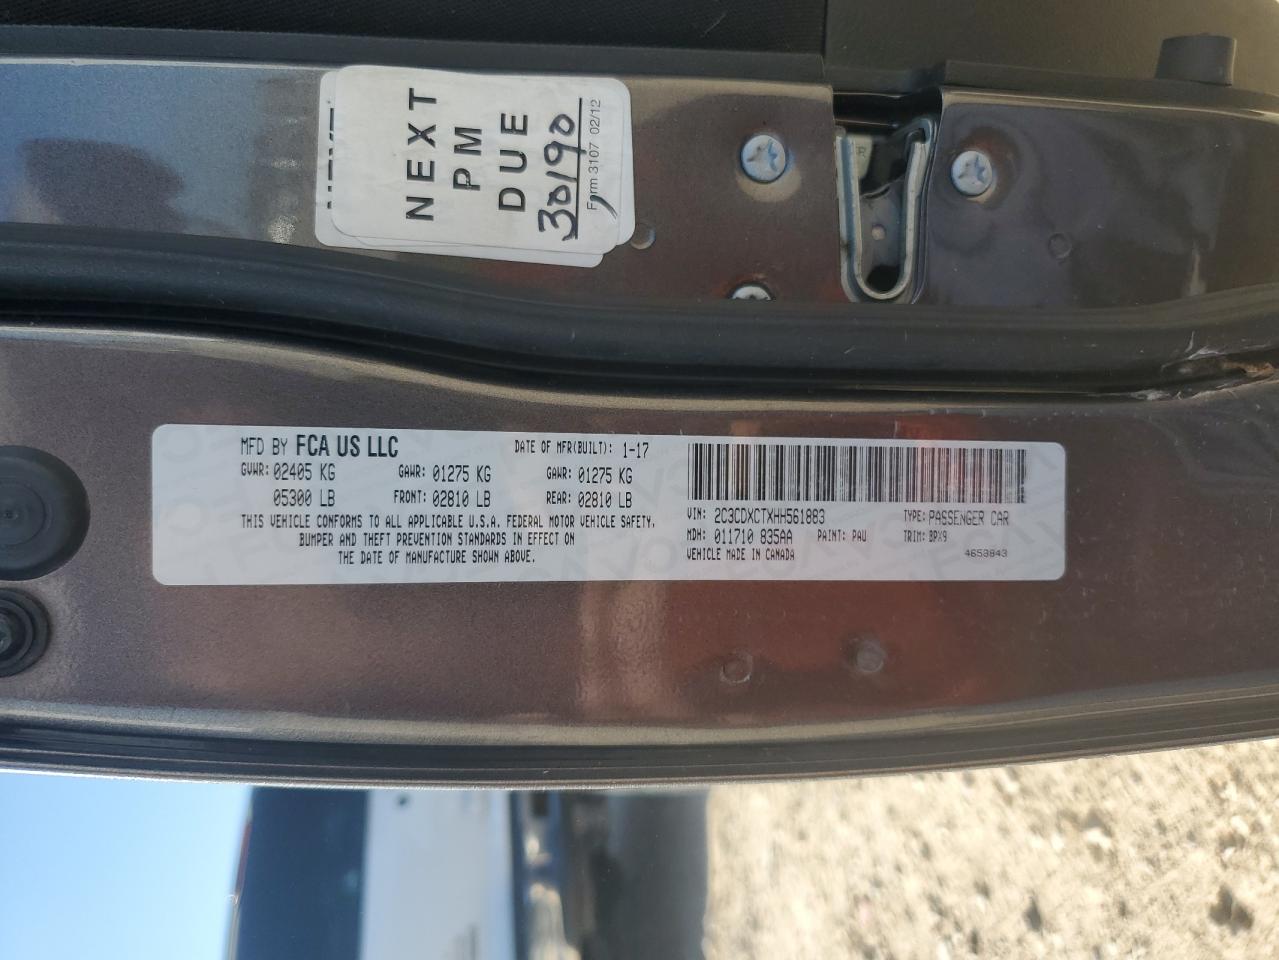 NEXT
PM
DUE
30190
Form 3107 02/12
MFD BY FCA US LLC
DATE OF MFR(BUILT): 1-17
GVWR: 02405 KG GAWR: 01275 KG GAWR: 01275 KG
05300 LB FRONT: 02810 LB REAR: 02810 LB
THIS VEHICLE CONFORMS TO ALL APPLICABLE U.S.A. FEDERAL MOTOR VEHICLE SAFETY,
BUMPER AND THEFT PREVENTION STANDARDS IN EFFECT ON
THE DATE OF MANUFACTURE SHOWN ABOVE.
VIN: 2C3CDXCTXHH561883 TYPE: PASSENGER CAR
MDH: 011710 835AA PAINT: PAU TRIM: BPX9
VEHICLE MADE IN CANADA 4653843